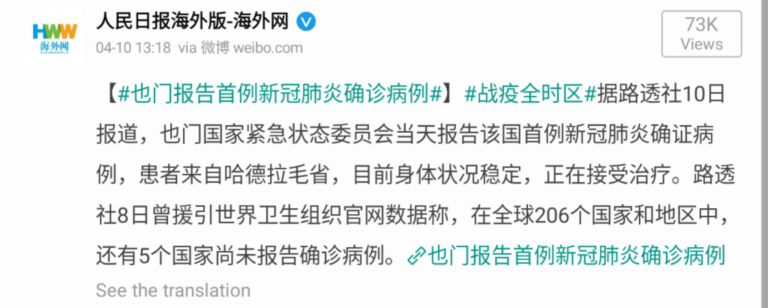 HWW
海外网
人民日报海外版-海外网
04-10 13:18 via 微博 weibo.com
73K
Views
【#也门报告首例新冠肺炎确诊病例#】#战疫全时区#据路透社10日
报道，也门国家紧急状态委员会当天报告该国首例新冠肺炎确证病
例，患者来自哈德拉毛省，目前身体状况稳定，正在接受治疗。路透
社8日曾援引世界卫生组织官网数据称，在全球206个国家和地区中，
还有5个国家尚未报告确诊病例。也门报告首例新冠肺炎确诊病例
See the translation